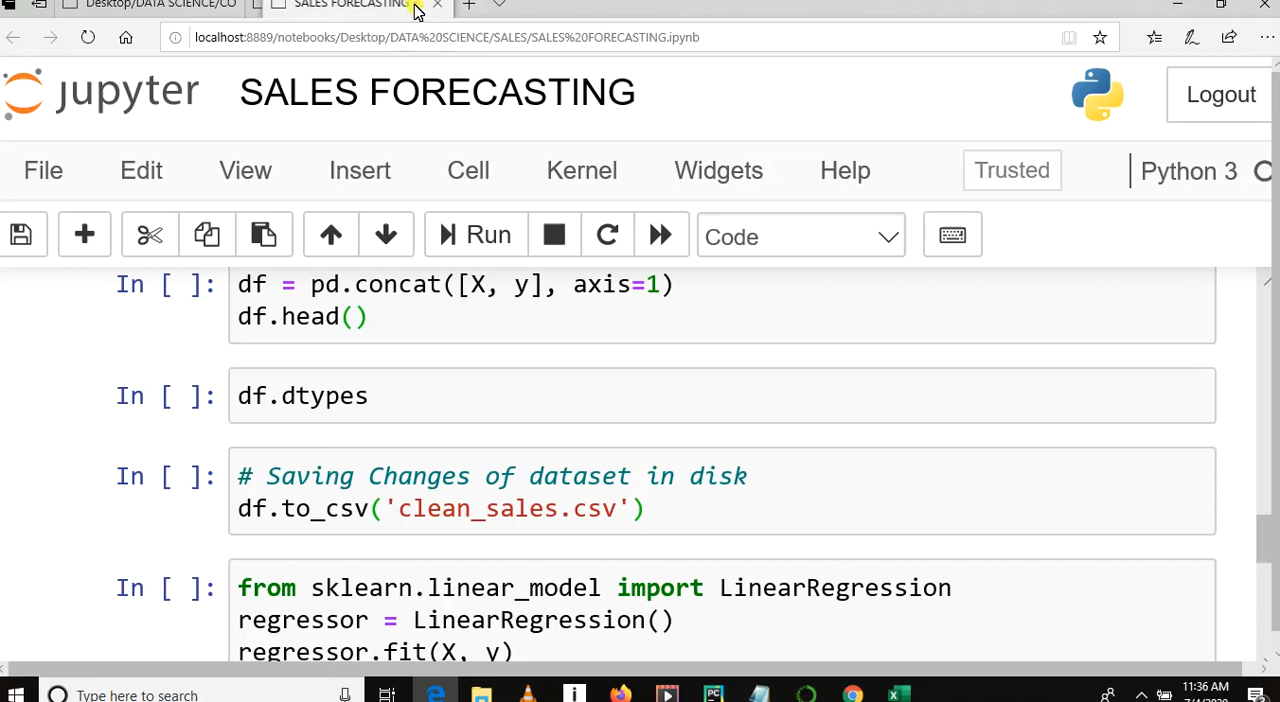 Desktop/DATA SCIENCE/CO
SALES FORECASTING
localhost:8889/notebooks/Desktop/DATA%20SCIENCE/SALES/SALES%20FORECASTING.ipynb
jupyter SALES FORECASTING
Logout
File Edit View Insert Cell Kernel Widgets Help Trusted Python 3
Run Code
In [ ]: df = pd.concat([X, y], axis=1)
df.head()
In [ ]: df.dtypes
In [ ]: # Saving Changes of dataset in disk
df.to_csv('clean_sales.csv')
In [ ]: from sklearn.linear_model import LinearRegression
regressor = LinearRegression()
regressor.fit(X, y)
Type here to search
PC
11:36 AM